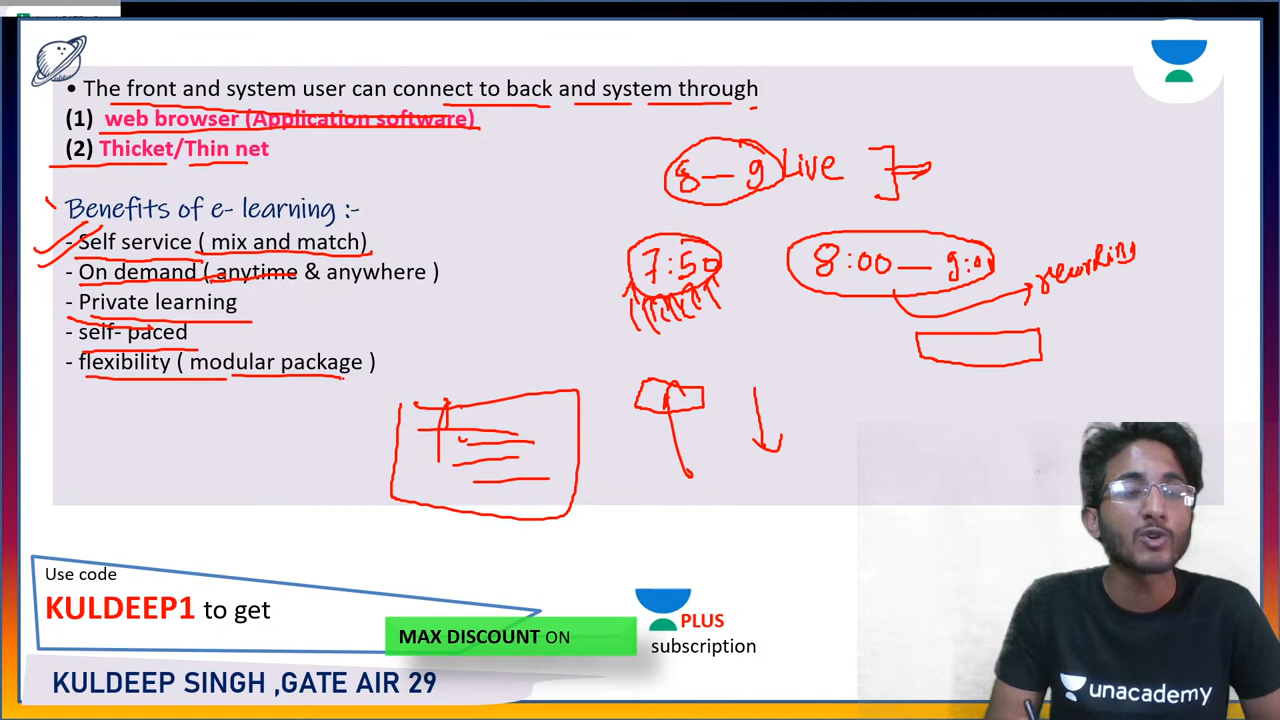 • The front and system user can connect to back and system through
(1) web browser (Application software)
(2) Thicket/Thin net
Benefits of e- learning :-
- Self service ( mix and match)
- On demand ( anytime & anywhere )
- Private learning
- self- paced
- flexibility ( modular package )
8 — 9 Live
7:50
8:00 — 9:00
recording
Use code
KULDEEP1 to get
MAX DISCOUNT ON
PLUS
subscription
KULDEEP SINGH ,GATE AIR 29
unacademy